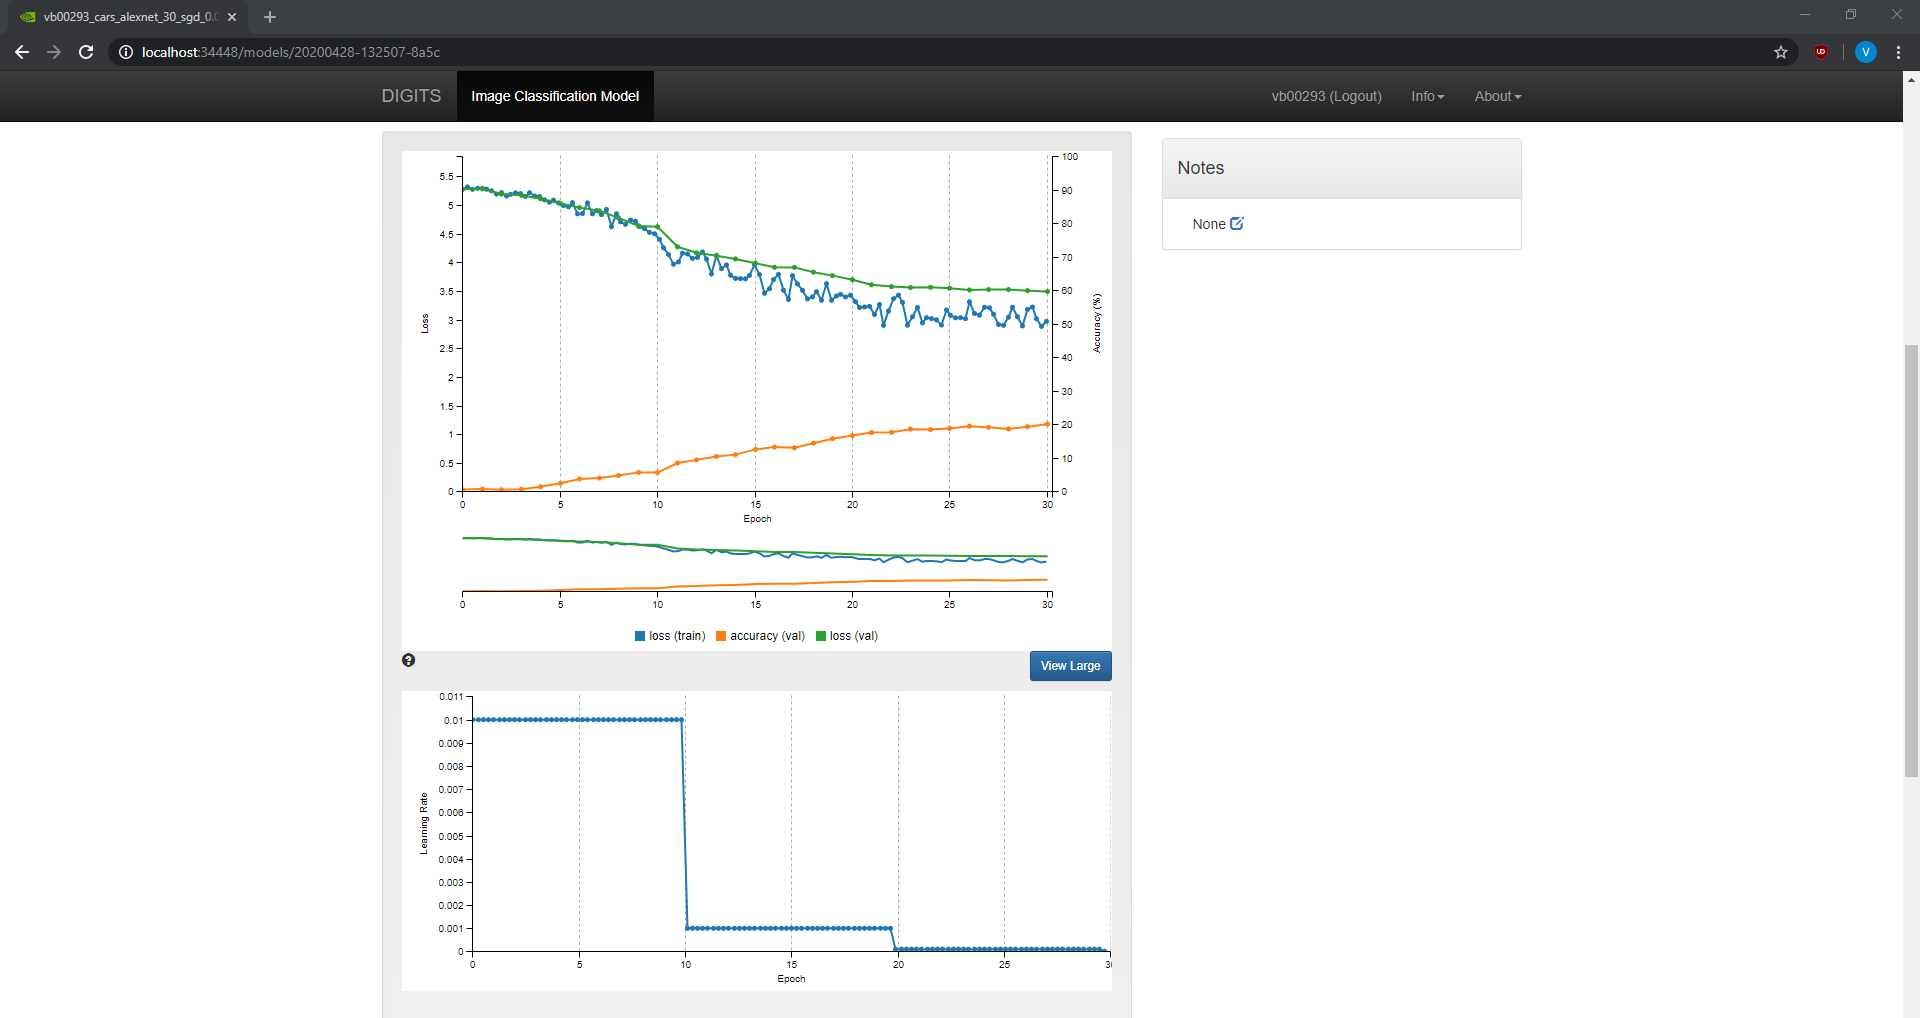 vb00293_cars_alexnet_30_sgd_0.0
localhost:34448/models/20200428-132507-8a5c
V
DIGITS
Image Classification Model
vb00293 (Logout)
Info
About
5.5
5
4.5
4
3.5
3
2.5
2
1.5
1
0.5
0
Loss
100
90
80
70
60
50
40
30
20
10
0
Accuracy (%)
0 5 10 15 20 25 30
Epoch
0 5 10 15 20 25 30
loss (train) accuracy (val) loss (val)
View Large
0.011
0.01
0.009
0.008
0.007
0.006
0.005
0.004
0.003
0.002
0.001
0
Learning Rate
0 5 10 15 20 25 3
Epoch
Notes
None